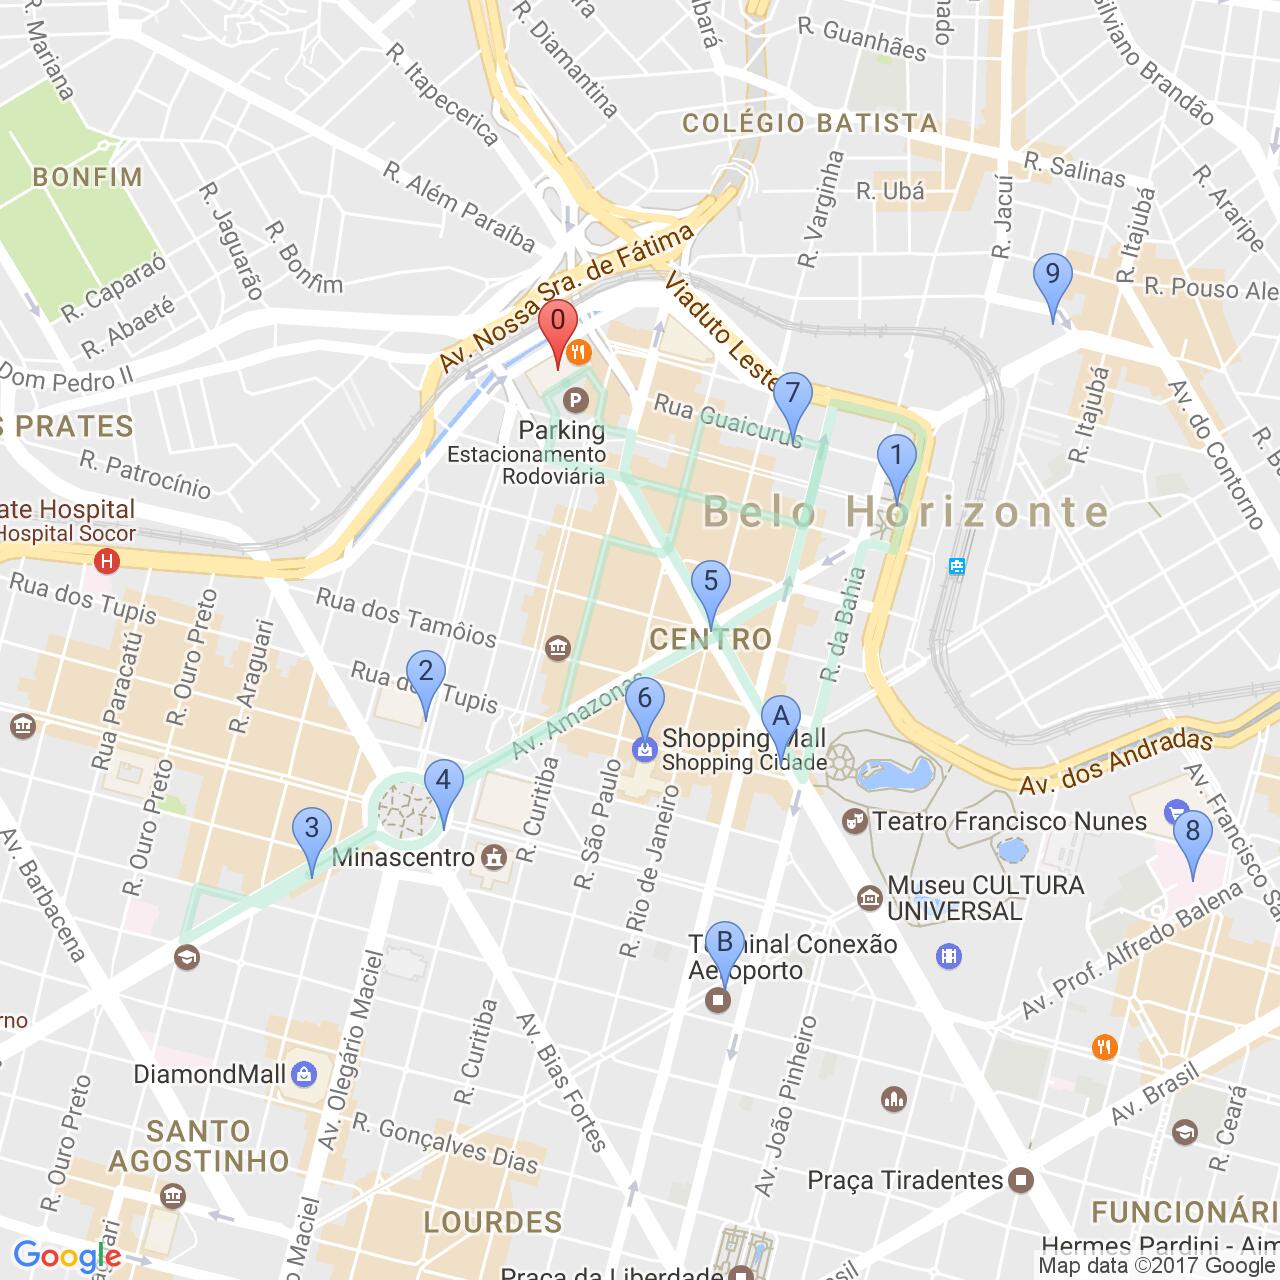 R. Mariana
R. Diamantina
R. Guanhães
Silviano Brandão
R. Itapecerica
COLÉGIO BATISTA
BONFIM
R. Além Paraíba
R. Salinas
R. Ubá
R. Varginha
R. Jacuí
R. Itajubá
R. Araripe
R. Jaguarão
R. Bonfim
R. Caparaó
R. Abaeté
Av. Nossa Sra. de Fátima
Viaduto Leste
9
R. Pouso Ale
0
Dom Pedro II
7
Rua Guaicurus
P
Parking
Estacionamento
Rodoviária
S PRATES
R. Patrocínio
R. Itajubá
Av. do Contorno
1
Belo Horizonte
ate Hospital
Hospital Socor
H
Rua dos Tupis
R. Ouro Preto
R. Araguari
Rua Paracatú
Rua dos Tamôios
Rua dos Tupis
2
5
CENTRO
R. da Bahia
Av. Amazonas
6
A
Shopping Mall
Shopping Cidade
Av. dos Andradas
Av. Francisco Sa
4
3
R. Ouro Preto
R. Curitiba
R. São Paulo
R. Rio de Janeiro
Minascentro
Teatro Francisco Nunes
8
Museu CULTURA
UNIVERSAL
Av. Barbacena
Av. Prof. Alfredo Balena
B
Terminal Conexão
Aeroporto
rno
Av. Olegário Maciel
R. Curitiba
Av. Bias Fortes
Av. João Pinheiro
DiamondMall
R. Ouro Preto
R. Gonçalves Dias
SANTO
AGOSTINHO
Av. Brasil
R. Ceará
Praça Tiradentes
LOURDES
FUNCIONÁRI
Hermes Pardini - Aim
Google
Maciel
Praça da Liberdade
Map data ©2017 Google